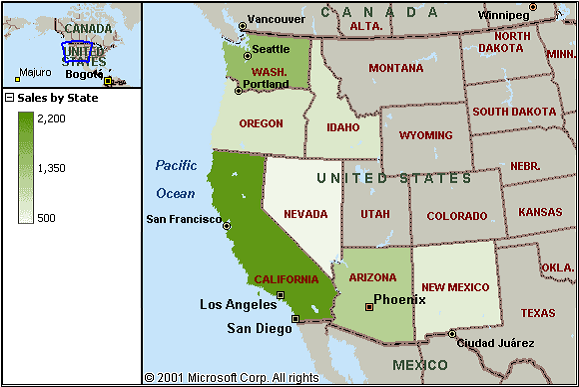 CANADA
UNITED
STATES
Majuro
Bogotá
Sales by State
2,200
1,350
500
CANADA
Vancouver
ALTA.
Winnipeg
Seattle
WASH.
Portland
MONTANA
NORTH
DAKOTA
MINN.
OREGON
IDAHO
WYOMING
SOUTH DAKOTA
Pacific
Ocean
UNITED STATES
NEBR.
San Francisco
NEVADA
UTAH
COLORADO
KANSAS
CALIFORNIA
ARIZONA
NEW MEXICO
OKLA.
Los Angeles
Phoenix
TEXAS
San Diego
Ciudad Juárez
MEXICO
© 2001 Microsoft Corp. All rights